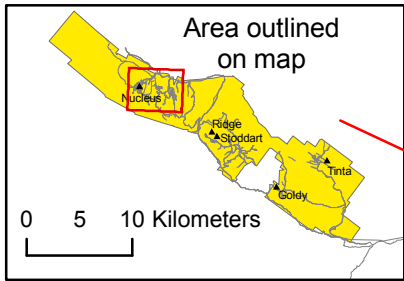 Area outlined
on map
Nucleus
Ridge
Stoddart
Tinta
Goldy
0 5 10 Kilometers